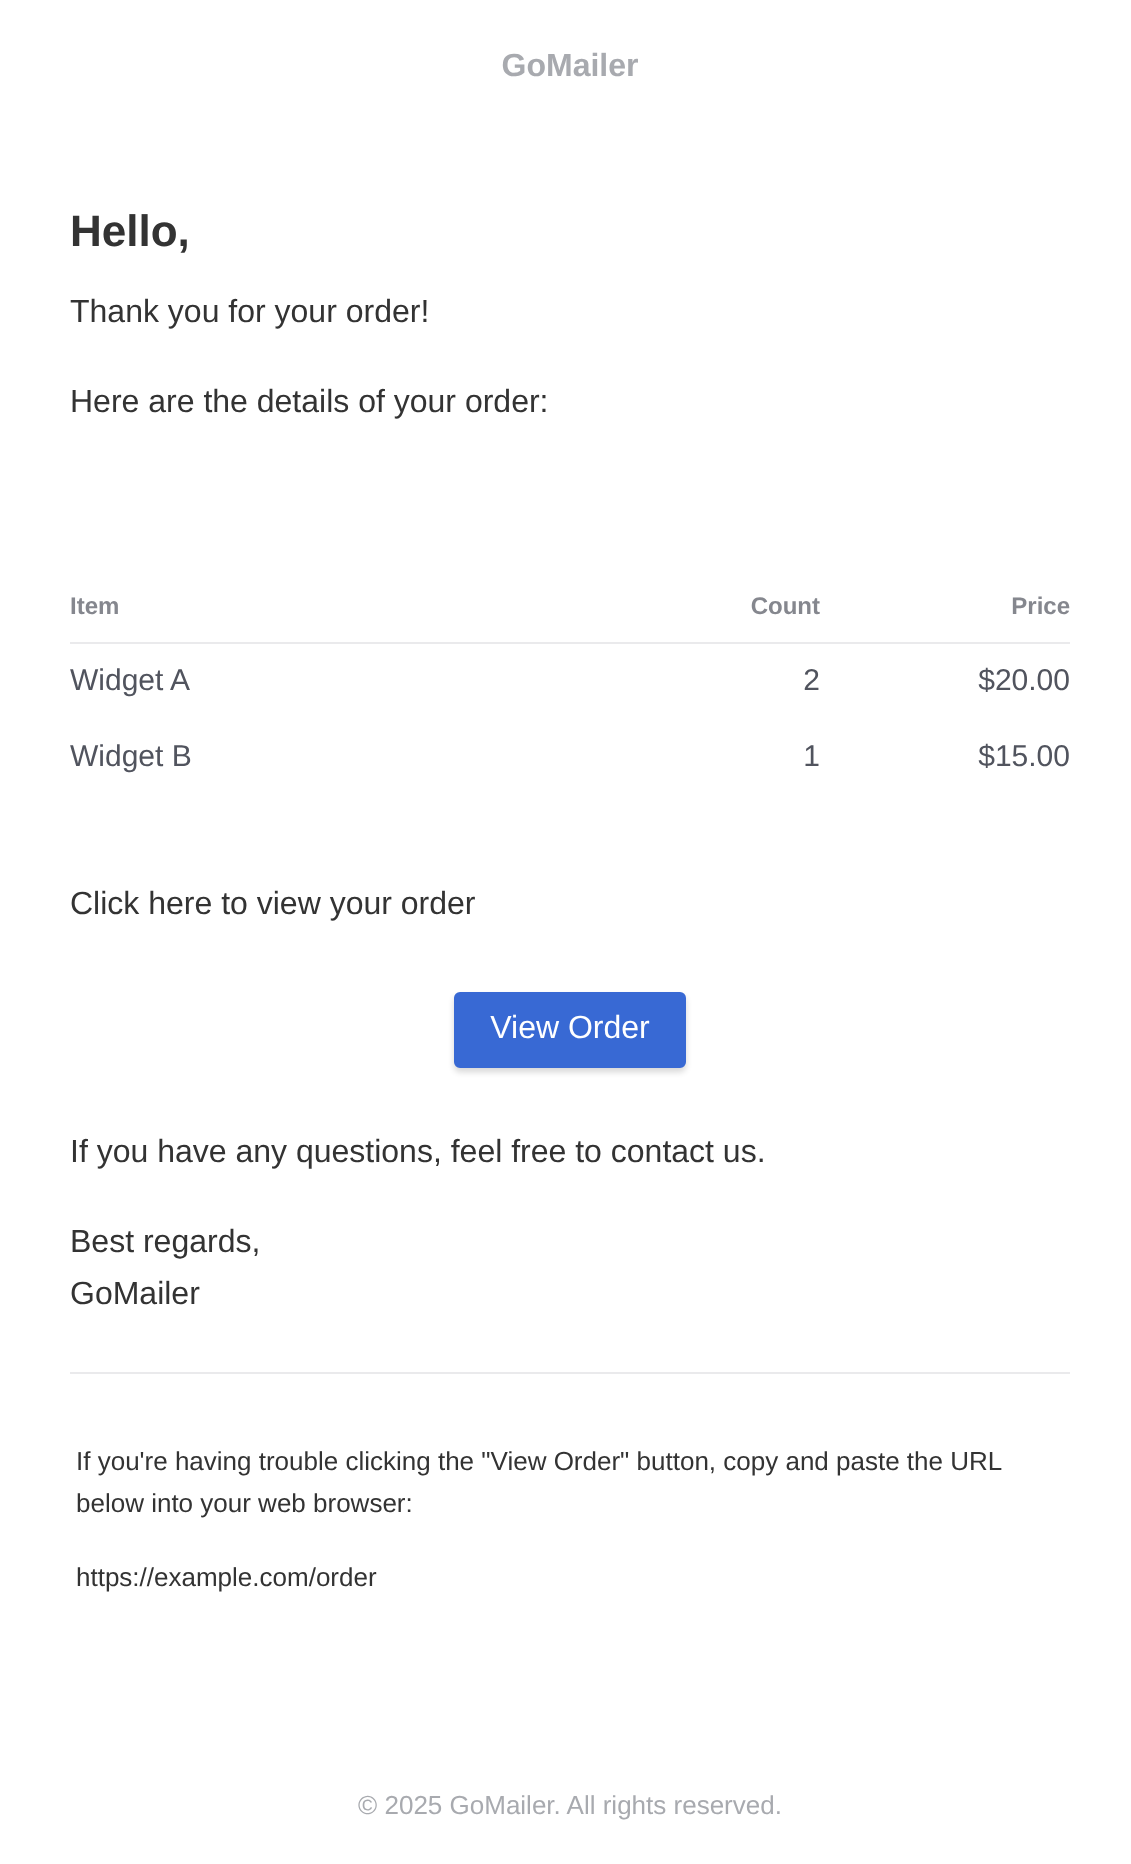 GoMailer
Hello,
Thank you for your order!
Here are the details of your order:
Item Count Price
Widget A 2 $20.00
Widget B 1 $15.00
Click here to view your order
View Order
If you have any questions, feel free to contact us.
Best regards,
GoMailer
If you're having trouble clicking the "View Order" button, copy and paste the URL
below into your web browser:
https://example.com/order
© 2025 GoMailer. All rights reserved.